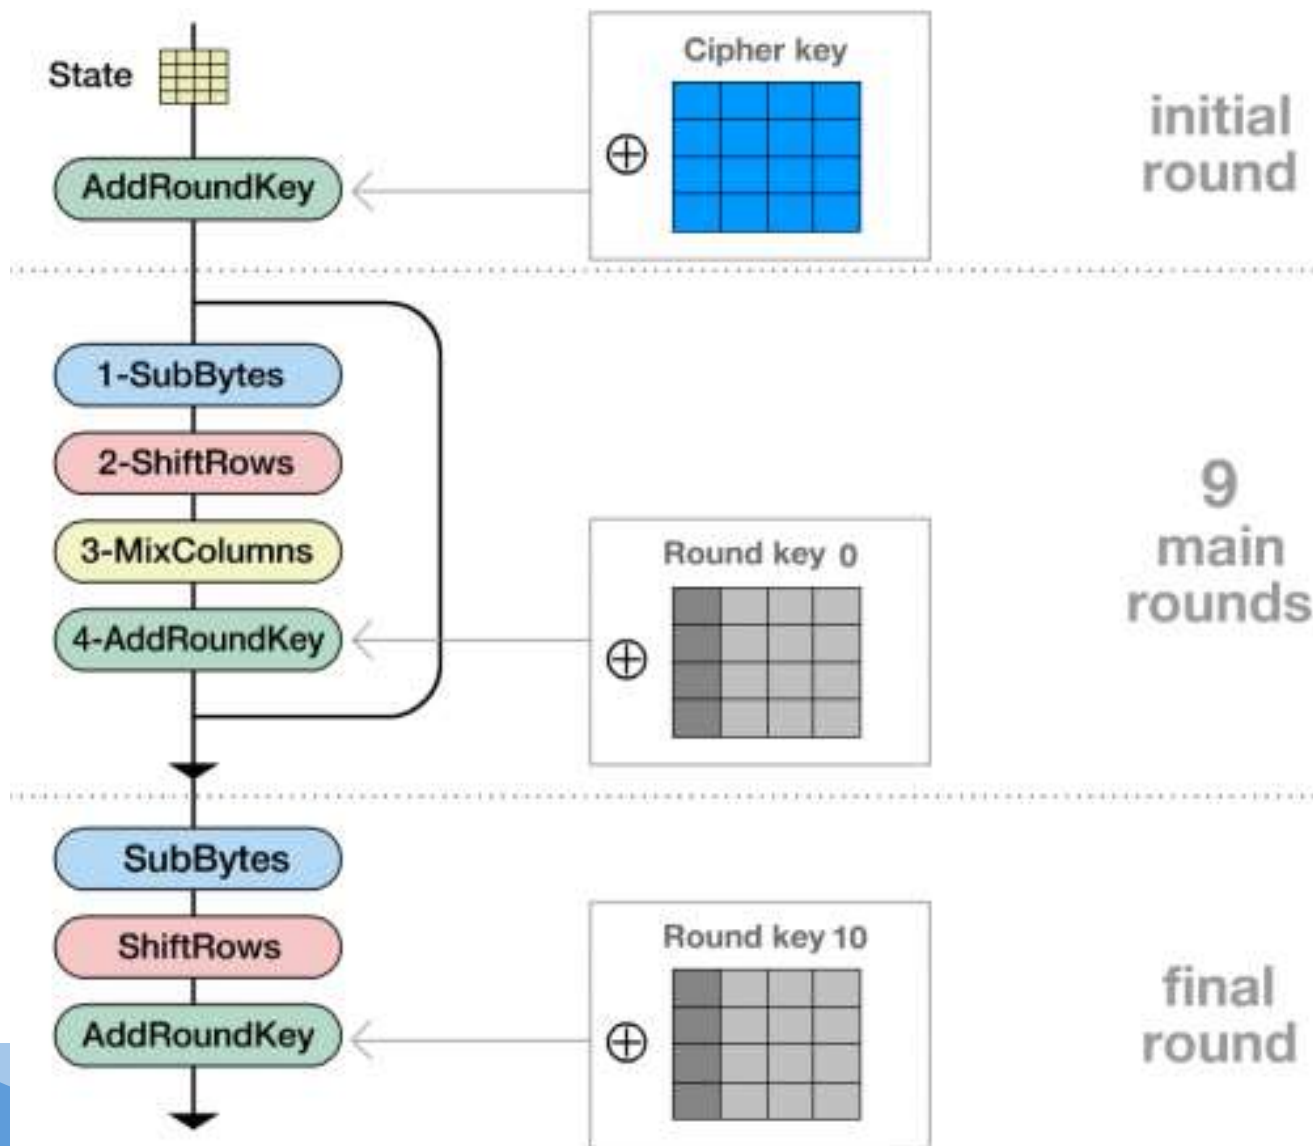 State
Cipher key
AddRoundKey
initial
round
1-SubBytes
2-ShiftRows
3-MixColumns
4-AddRoundKey
Round key 0
9
main
rounds
SubBytes
ShiftRows
AddRoundKey
Round key 10
final
round